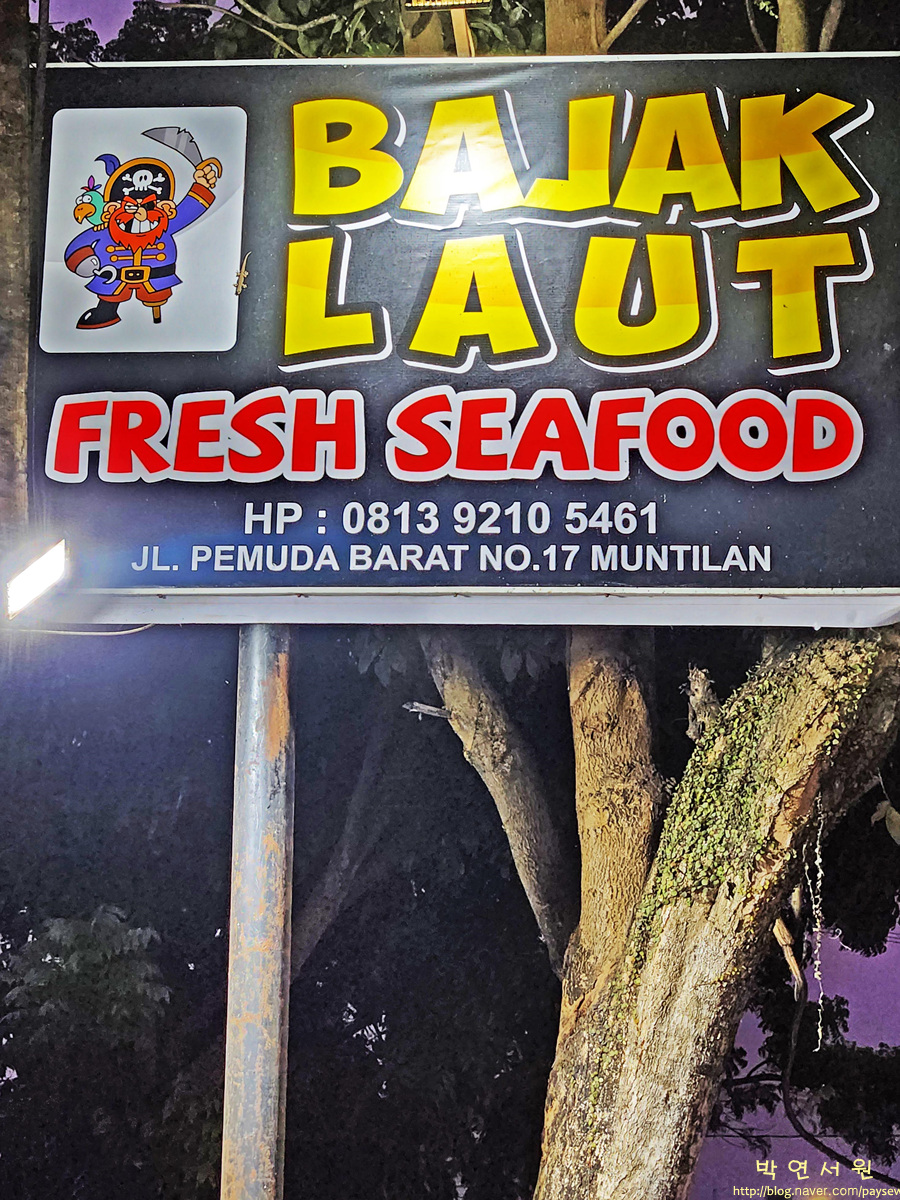 BAJAK
LAUT
FRESH SEAFOOD
HP : 0813 9210 5461
JL. PEMUDA BARAT NO.17 MUNTILAN
박 연 서 원
http://blog.naver.com/paysew